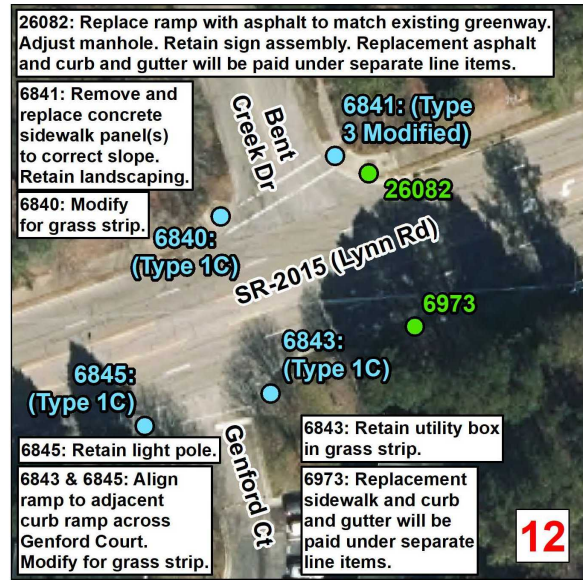 26082: Replace ramp with asphalt to match existing greenway.
Adjust manhole. Retain sign assembly. Replacement asphalt
and curb and gutter will be paid under separate line items.
6841: Remove and
replace concrete
sidewalk panel(s)
to correct slope.
Retain landscaping.
6840: Modify
for grass strip.
Bent
Creek Dr
6841: (Type
3 Modified)
26082
6840:
(Type 1C)
SR-2015 (Lynn Rd)
6973
6843:
(Type 1C)
6845:
(Type 1C)
Genford Ct
6845: Retain light pole.
6843 & 6845: Align
ramp to adjacent
curb ramp across
Genford Court.
Modify for grass strip.
6843: Retain utility box
in grass strip.
6973: Replacement
sidewalk and curb
and gutter will be
paid under separate
line items.
12